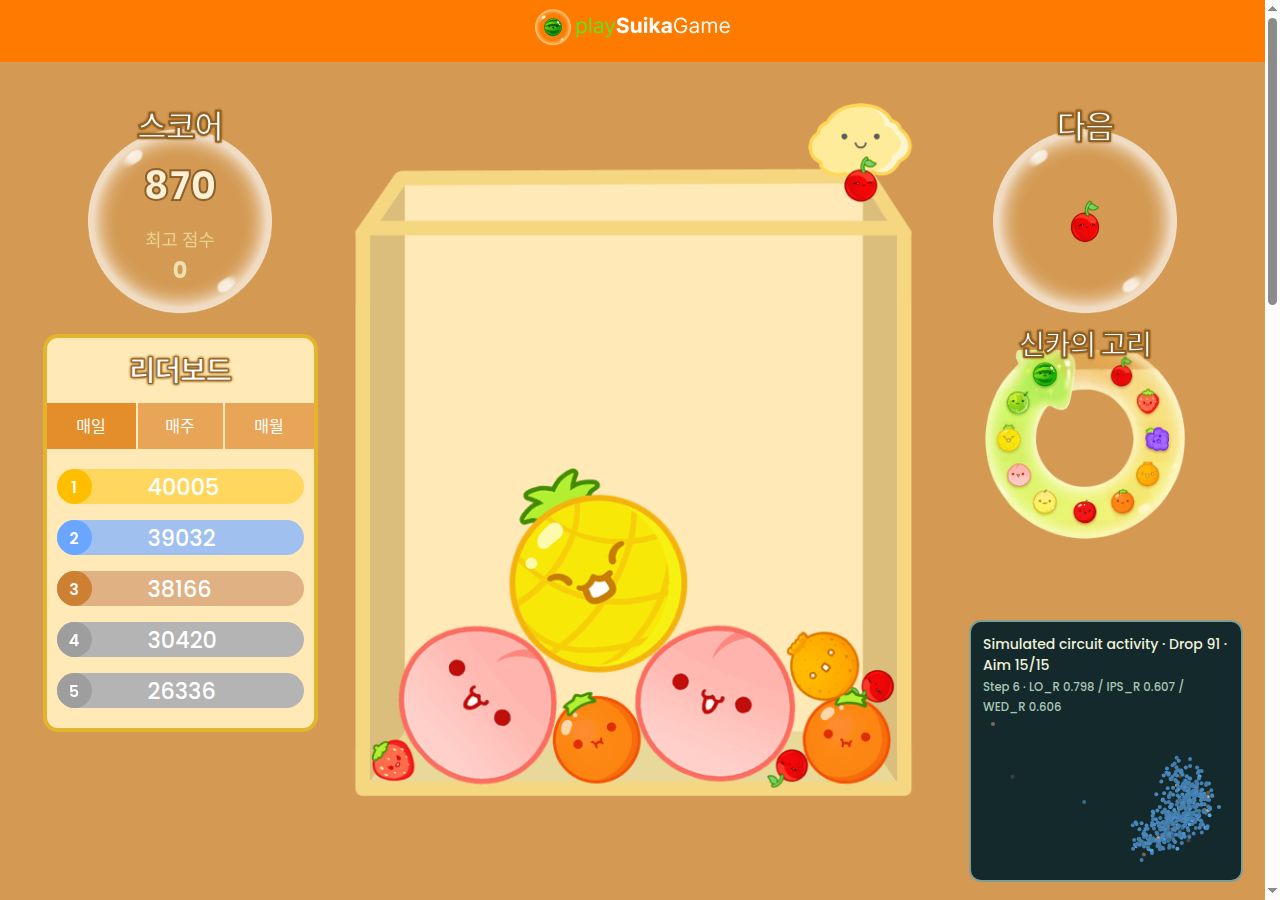 playSuikaGame
스코어
870
최고 점수
0
다음
신카의 고리
리더보드
매일 매주 매월
1 40005
2 39032
3 38166
4 30420
5 26336
Simulated circuit activity · Drop 91 ·
Aim 15/15
Step 6 · LO_R 0.798 / IPS_R 0.607 /
WED_R 0.606